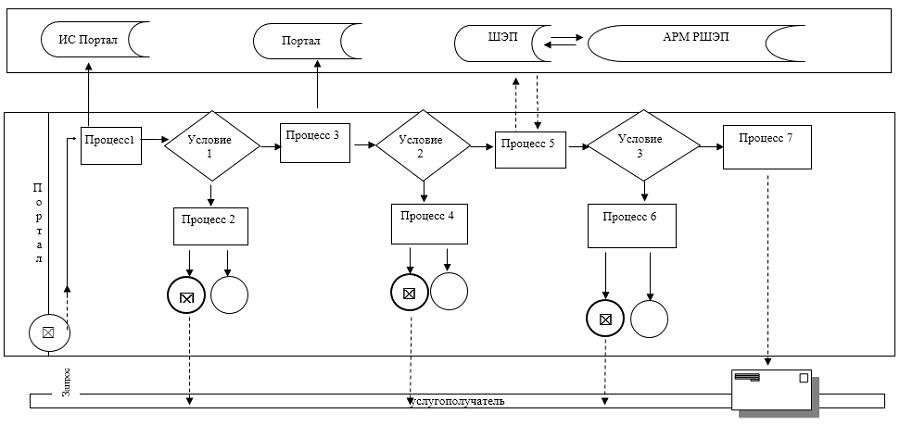 ИС Портал
Портал
ШЭП
АРМ РШЭП
Процесс1
Условие
1
Процесс 3
Условие
2
Процесс 5
Условие
3
Процесс 7
Портал
Процесс 2
Процесс 4
Процесс 6
Запрос
услугополучатель